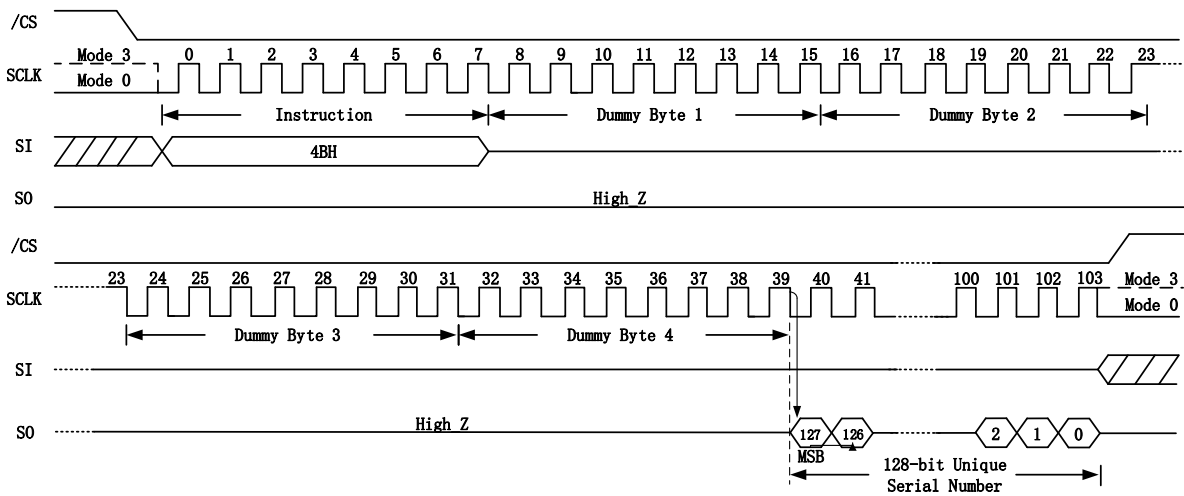 /CS
Mode 3 0 1 2 3 4 5 6 7 8 9 10 11 12 13 14 15 16 17 18 19 20 21 22 23
SCLK
Mode 0
Instruction Dummy Byte 1 Dummy Byte 2
SI 4BH
SO High_Z
/CS
23 24 25 26 27 28 29 30 31 32 33 34 35 36 37 38 39 40 41 100 101 102 103 Mode 3
SCLK Mode 0
Dummy Byte 3 Dummy Byte 4
SI
SO High_Z 127 126 2 1 0
MSB
128-bit Unique
Serial Number